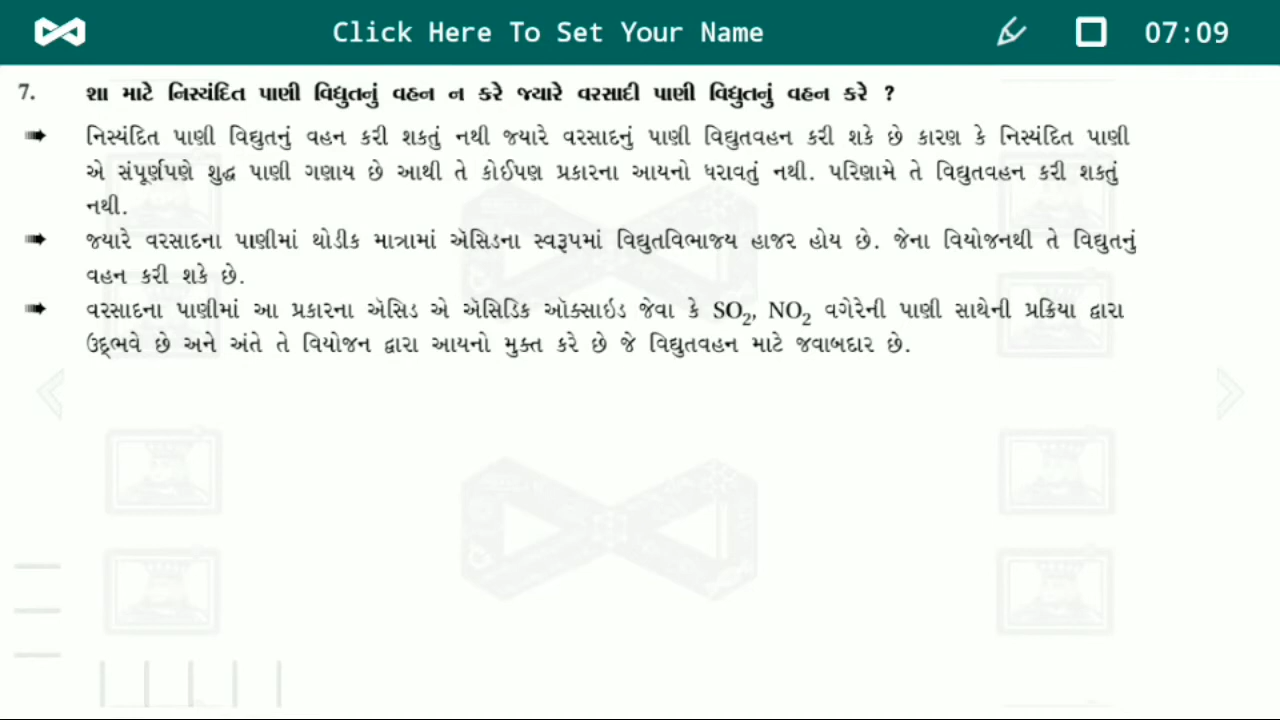 Click Here To Set Your Name
07:09
7. શા માટે નિસ્યંદિત પાણી વિદ્યુતનું વહન ન કરે જ્યારે વરસાદી પાણી વિદ્યુતનું વહન કરે ?
➠ નિસ્યંદિત પાણી વિદ્યુતનું વહન કરી શકતું નથી જ્યારે વરસાદનું પાણી વિદ્યુતવહન કરી શકે છે કારણ કે નિસ્યંદિત પાણી
એ સંપૂર્ણપણે શુદ્ધ પાણી ગણાય છે આથી તે કોઈપણ પ્રકારના આયનો ધરાવતું નથી. પરિણામે તે વિદ્યુતવહન કરી શકતું
નથી.
➠ જ્યારે વરસાદના પાણીમાં થોડીક માત્રામાં ઍસિડના સ્વરૂપમાં વિદ્યુતવિભાજ્ય હાજર હોય છે. જેના વિયોજનથી તે વિદ્યુતનું
વહન કરી શકે છે.
➠ વરસાદના પાણીમાં આ પ્રકારના ઍસિડ એ ઍસિડિક ઑક્સાઇડ જેવા કે SO₂, NO₂ વગેરેની પાણી સાથેની પ્રક્રિયા દ્વારા
ઉદ્ભવે છે અને અંતે તે વિયોજન દ્વારા આયનો મુક્ત કરે છે જે વિદ્યુતવહન માટે જવાબદાર છે.